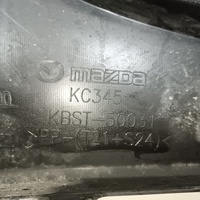 mazda
KC345
KBST-50031
>PP-(T21+S24)<